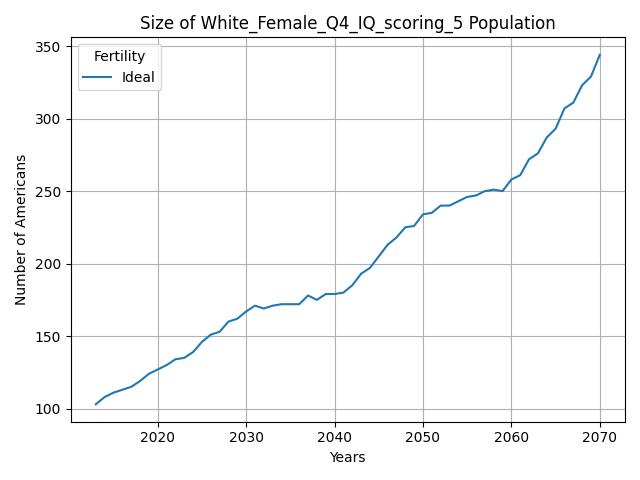 Size of White_Female_Q4_IQ_scoring_5 Population
Fertility
Ideal
Number of Americans
350
300
250
200
150
100
2020 2030 2040 2050 2060 2070
Years